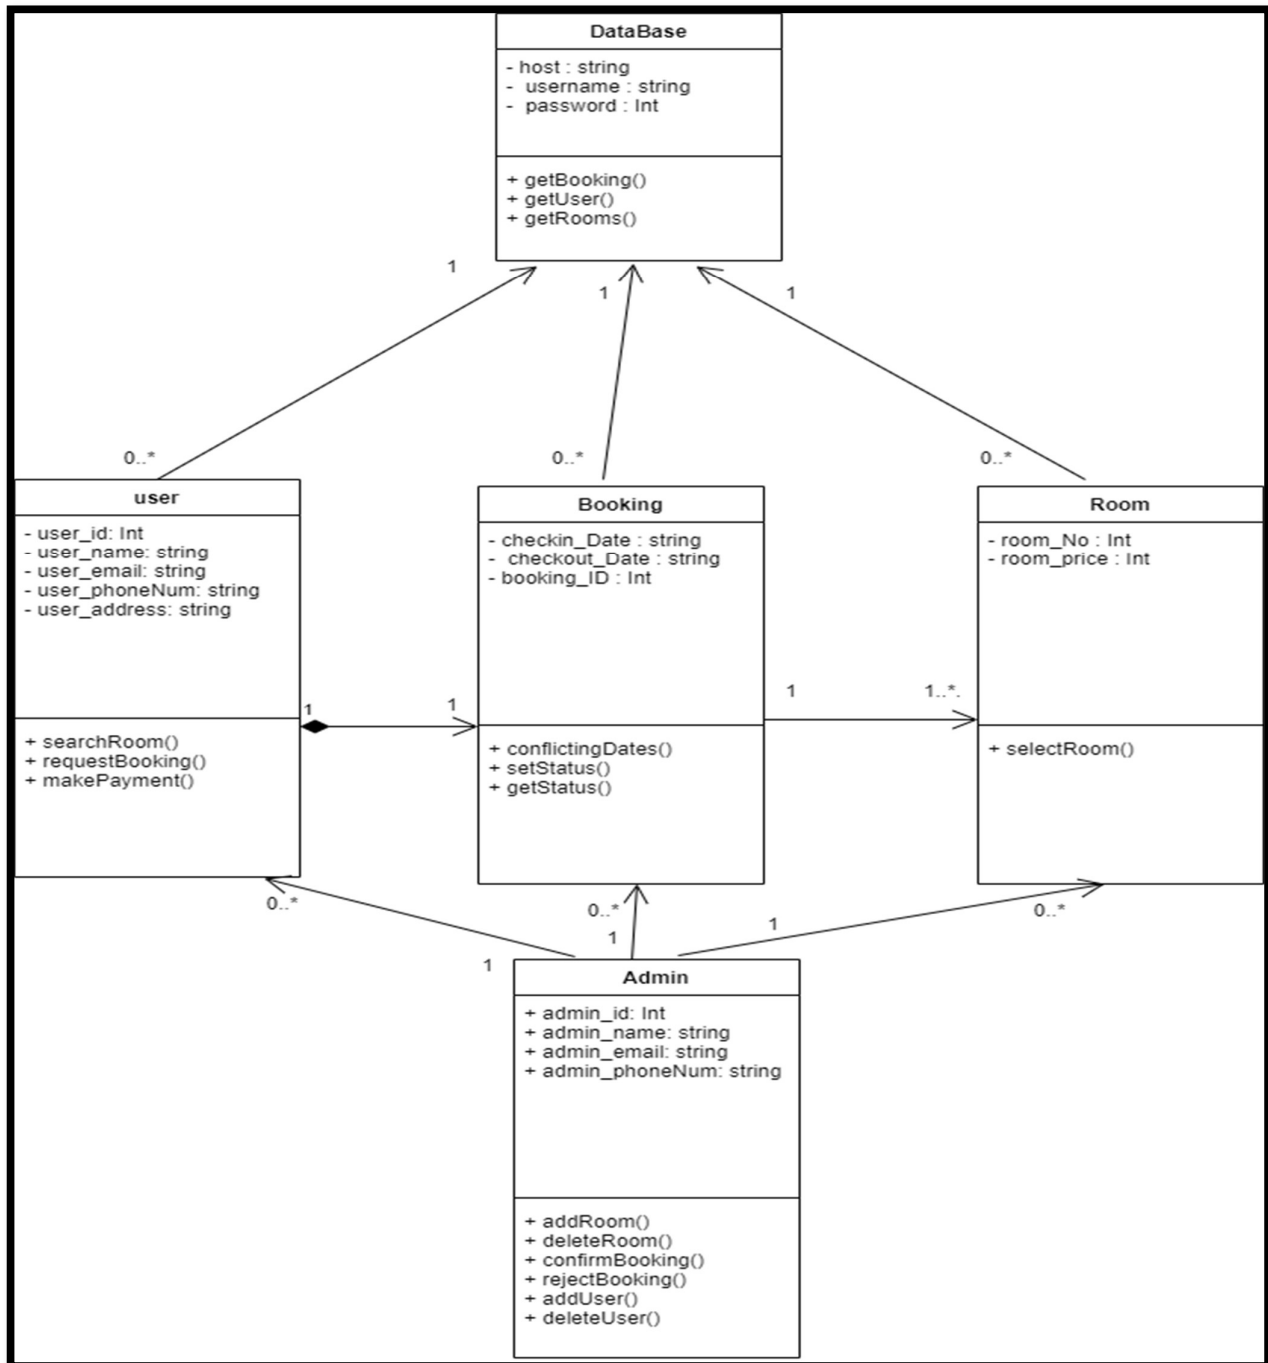 DataBase
- host : string
- username : string
- password : Int
+ getBooking()
+ getUser()
+ getRooms()
1
1
1
0..*
0..*
0..*
user
- user_id: Int
- user_name: string
- user_email: string
- user_phoneNum: string
- user_address: string
+ searchRoom()
+ requestBooking()
+ makePayment()
1
1
Booking
- checkin_Date : string
- checkout_Date : string
- booking_ID : Int
+ conflictingDates()
+ setStatus()
+ getStatus()
1
1..*.
Room
- room_No : Int
- room_price : Int
+ selectRoom()
0..*
0..*
0..*
1
1
1
Admin
+ admin_id: Int
+ admin_name: string
+ admin_email: string
+ admin_phoneNum: string
+ addRoom()
+ deleteRoom()
+ confirmBooking()
+ rejectBooking()
+ addUser()
+ deleteUser()